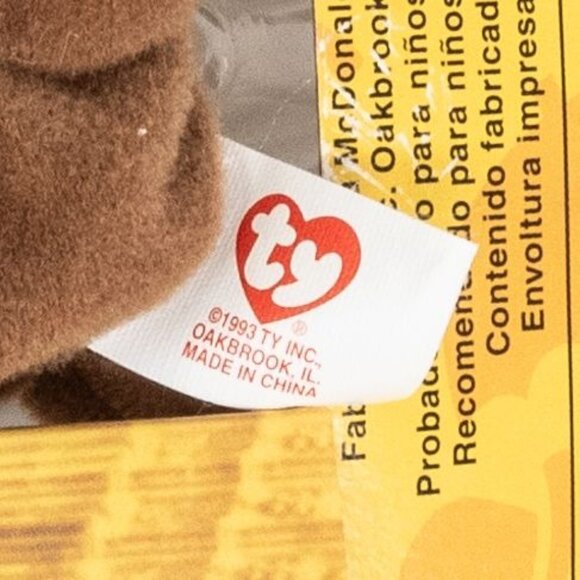 ty
®
©1993 TY INC.,
OAKBROOK, IL.
MADE IN CHINA
McDonal
Oakbrook
para niños
do para niños
Contenido fabricad
Envoltura impresa
Fab
Probad
Recomen